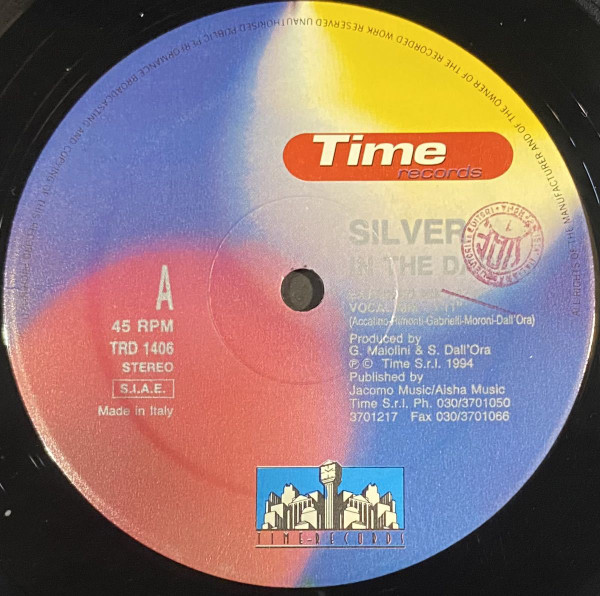 Time
records
SILVER
IN THE
A
45 RPM
TRD 1406
STEREO
S.I.A.E.
Made in Italy
VOCAL
(Accatino-Rimonti-Gabrielli-Moroni-Dall'Ora)
Produced by
G. Maiolini & S. Dall'Ora
℗ © Time S.r.l. 1994
Published by
Jacomo Music/Aisha Music
Time S.r.l. Ph. 030/3701050
3701217 Fax 030/3701066
TIME-RECORDS
THE MANUFACTURER AND OF THE OWNER OF THE RECORDED WORK RESERVED UNAUTHORISED PUBLIC PERFORMANCE BROADCASTING AND COPYING OF THIS